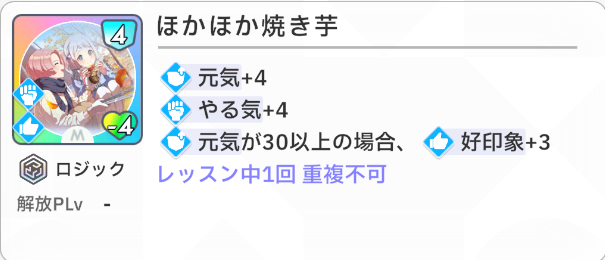 ほかほか焼き芋
4
-4
M
元気+4
やる気+4
元気が30以上の場合、 好印象+3
レッスン中1回 重複不可
ロジック
解放PLv -